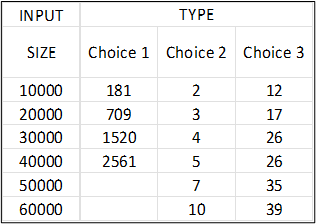 INPUT TYPE
SIZE Choice 1 Choice 2 Choice 3
10000 181 2 12
20000 709 3 17
30000 1520 4 26
40000 2561 5 26
50000 7 35
60000 10 39